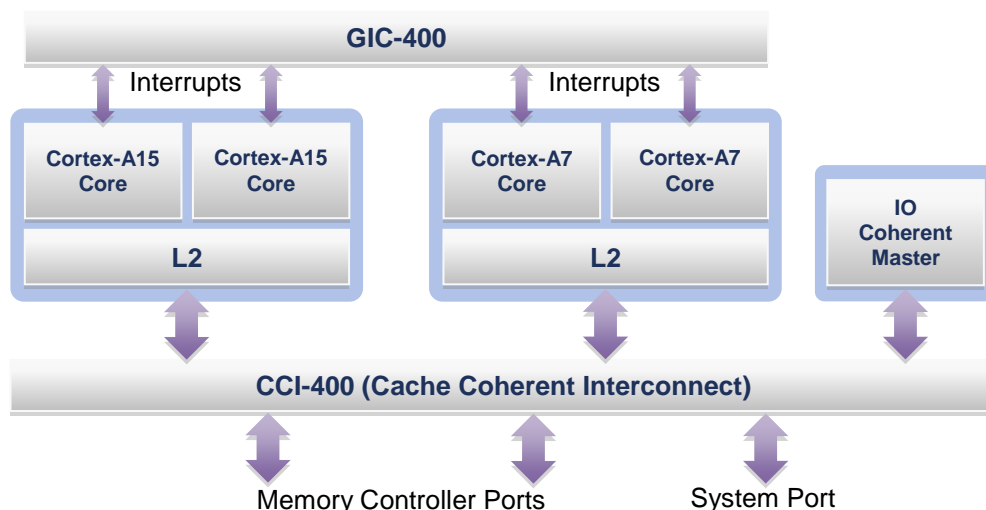 GIC-400
Interrupts
Interrupts
Cortex-A15
Core
Cortex-A15
Core
Cortex-A7
Core
Cortex-A7
Core
L2
L2
IO
Coherent
Master
CCI-400 (Cache Coherent Interconnect)
Memory Controller Ports
System Port